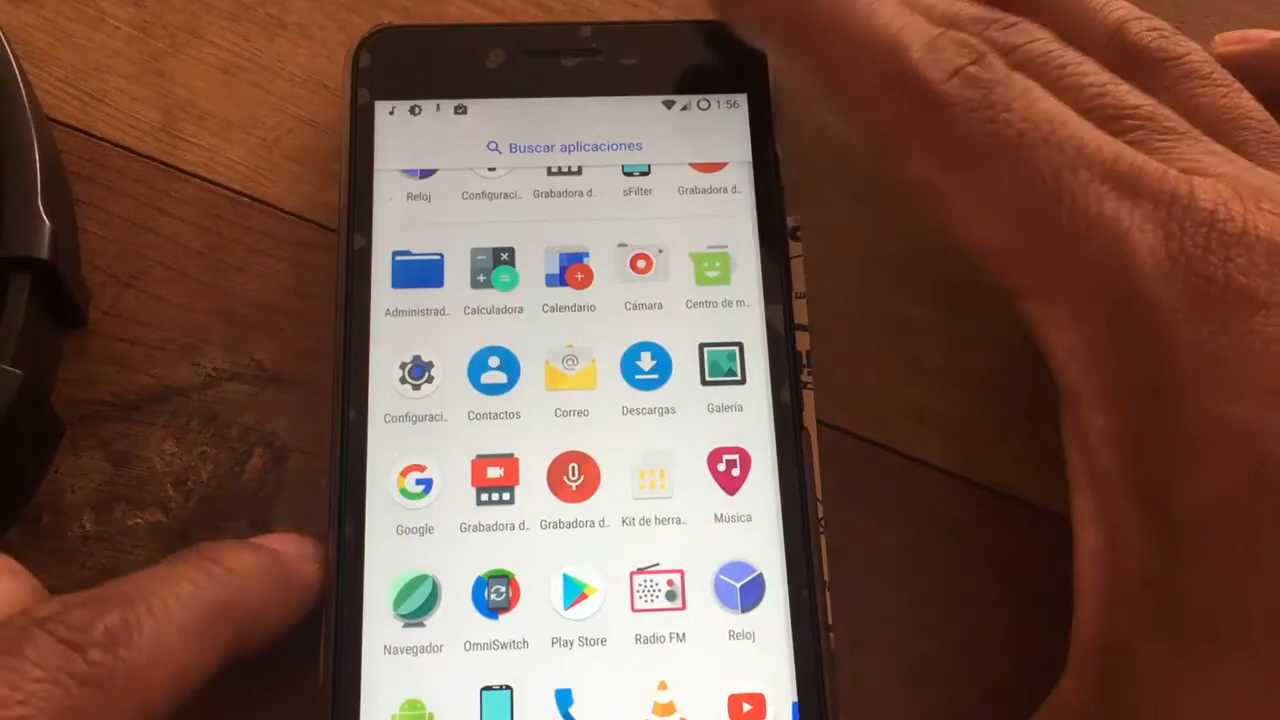 1:56
Buscar aplicaciones
Reloj Configuraci.. Grabadora d.. sFilter Grabadora d..
Administrad.. Calculadora Calendario Cámara Centro de m..
Configuraci.. Contactos Correo Descargas Galería
Google Grabadora d.. Grabadora d.. Kit de herra.. Música
Navegador OmniSwitch Play Store Radio FM Reloj